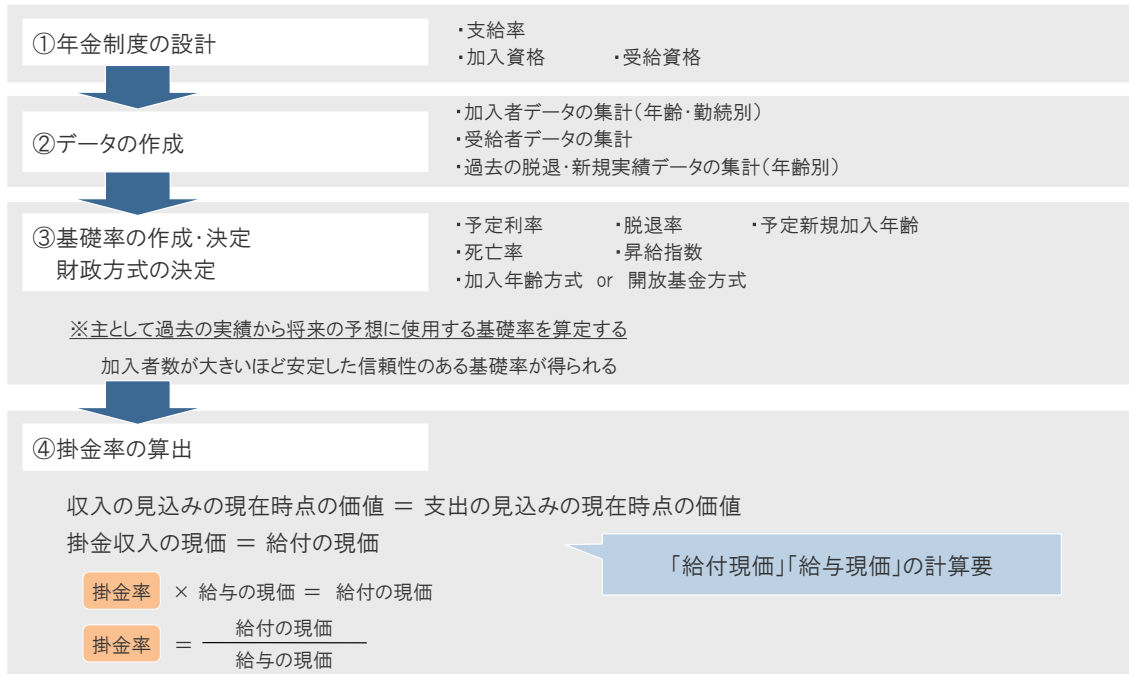 ①年金制度の設計
・支給率
・加入資格 ・受給資格
②データの作成
・加入者データの集計(年齢・勤続別)
・受給者データの集計
・過去の脱退・新規実績データの集計(年齢別)
③基礎率の作成・決定
財政方式の決定
・予定利率 ・脱退率 ・予定新規加入年齢
・死亡率 ・昇給指数
・加入年齢方式 or 開放基金方式
※主として過去の実績から将来の予想に使用する基礎率を算定する
加入者数が大きいほど安定した信頼性のある基礎率が得られる
④掛金率の算出
収入の見込みの現在時点の価値 = 支出の見込みの現在時点の価値
掛金収入の現価 = 給付の現価
「給付現価」「給与現価」の計算要
掛金率 × 給与の現価 = 給付の現価
掛金率 =
給付の現価
給与の現価